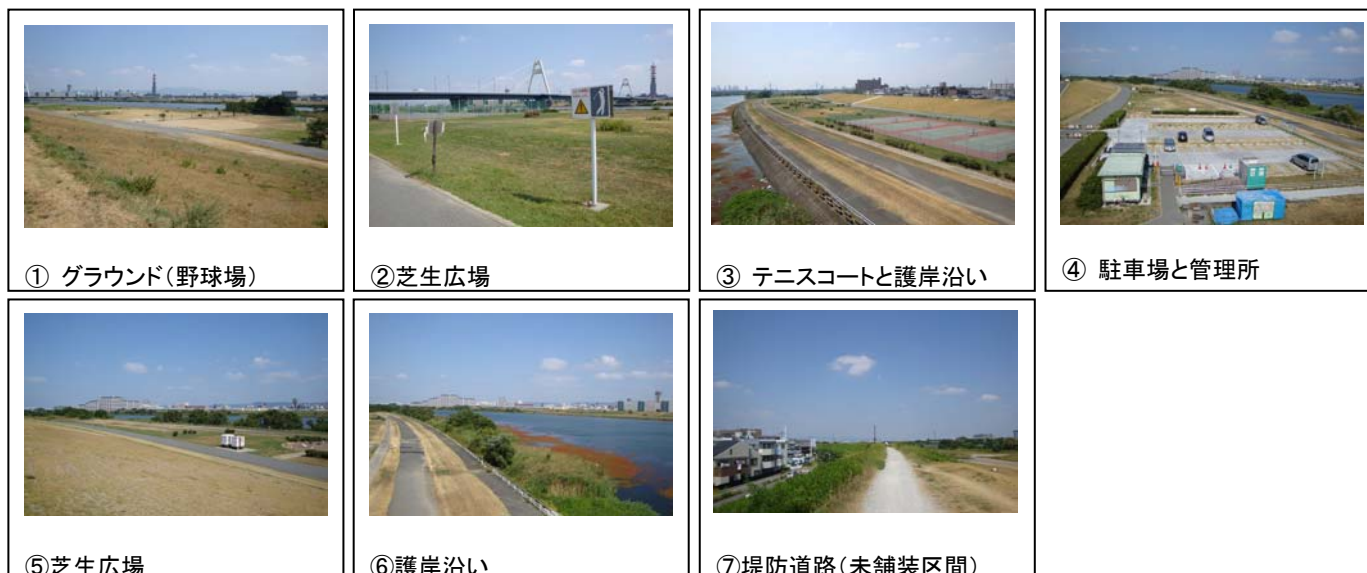 ① グラウンド(野球場)
②芝生広場
③ テニスコートと護岸沿い
④ 駐車場と管理所
⑤芝生広場
⑥護岸沿い
⑦堤防道路(未舗装区間)